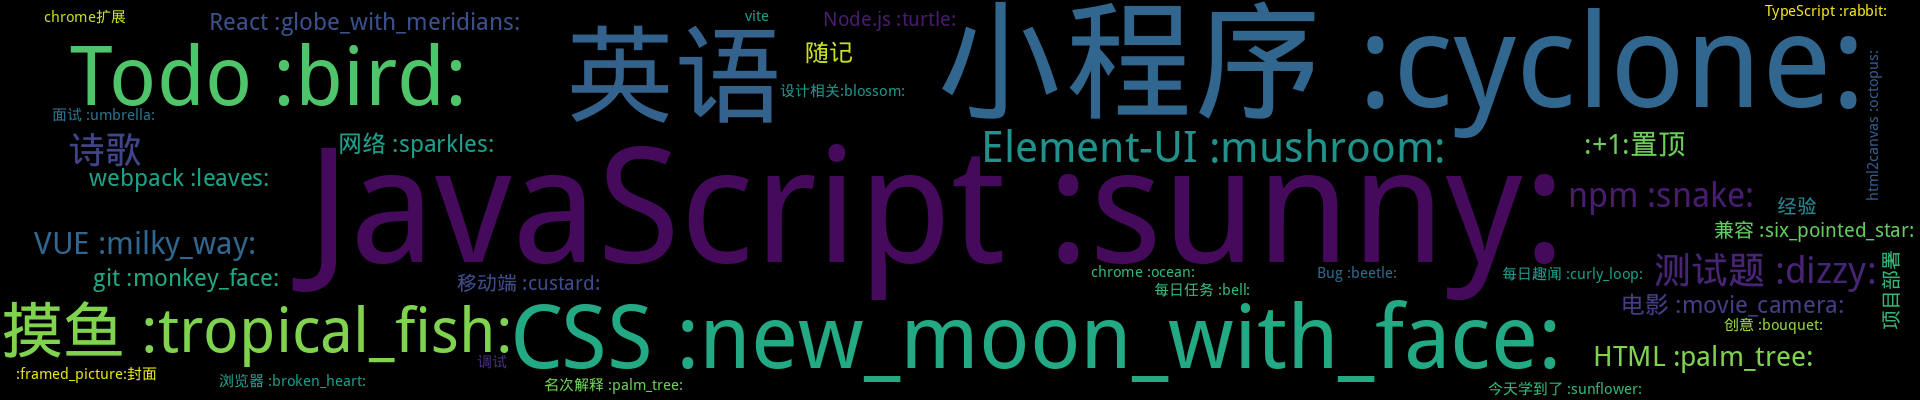 chrome扩展
React :globe_with_meridians:
vite
Node.js :turtle:
TypeScript :rabbit:
Todo :bird:
英语
随记
小程序 :cyclone:
设计相关:blossom:
html2canvas :octopus:
面试 :umbrella:
诗歌
网络 :sparkles:
Element-UI :mushroom:
:+1:置顶
webpack :leaves:
JavaScript :sunny:
npm :snake:
经验
兼容 :six_pointed_star:
VUE :milky_way:
git :monkey_face:
移动端 :custard:
chrome :ocean:
Bug :beetle:
每日趣闻 :curly_loop:
测试题 :dizzy:
项目部署
每日任务 :bell:
电影 :movie_camera:
摸鱼 :tropical_fish:
CSS :new_moon_with_face:
创意 :bouquet:
调试
HTML :palm_tree:
:framed_picture:封面
浏览器 :broken_heart:
名次解释 :palm_tree:
今天学到了 :sunflower: